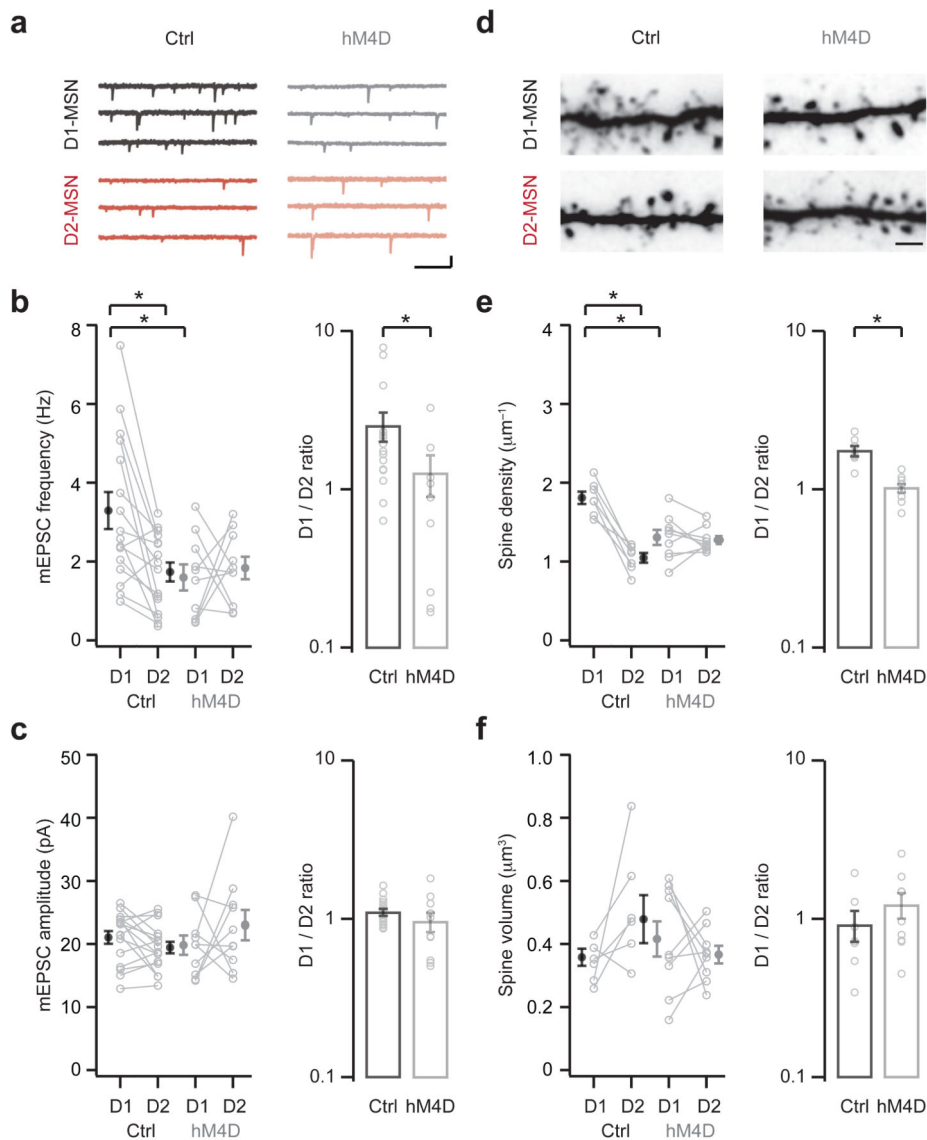 a
Ctrl
hM4D
D1-MSN
D2-MSN
d
Ctrl
hM4D
D1-MSN
D2-MSN
b
mEPSC frequency (Hz)
8
6
4
2
0
*
*
D1 D2 D1 D2
Ctrl hM4D
D1 / D2 ratio
10
1
0.1
*
Ctrl hM4D
e
Spine density (μm⁻¹)
4
3
2
1
0
*
*
D1 D2 D1 D2
Ctrl hM4D
D1 / D2 ratio
10
1
0.1
*
Ctrl hM4D
c
mEPSC amplitude (pA)
50
40
30
20
10
0
D1 D2 D1 D2
Ctrl hM4D
D1 / D2 ratio
10
1
0.1
Ctrl hM4D
f
Spine volume (μm³)
1.0
0.8
0.6
0.4
0.2
0
D1 D2 D1 D2
Ctrl hM4D
D1 / D2 ratio
10
1
0.1
Ctrl hM4D